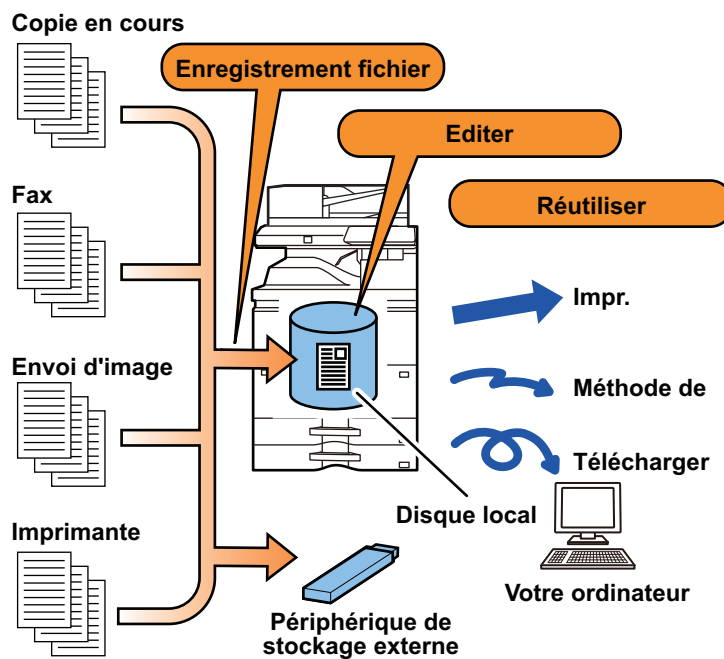 Copie en cours
Enregistrement fichier
Editer
Réutiliser
Fax
Impr.
Envoi d'image
Méthode de
Télécharger
Disque local
Imprimante
Votre ordinateur
Périphérique de
stockage externe